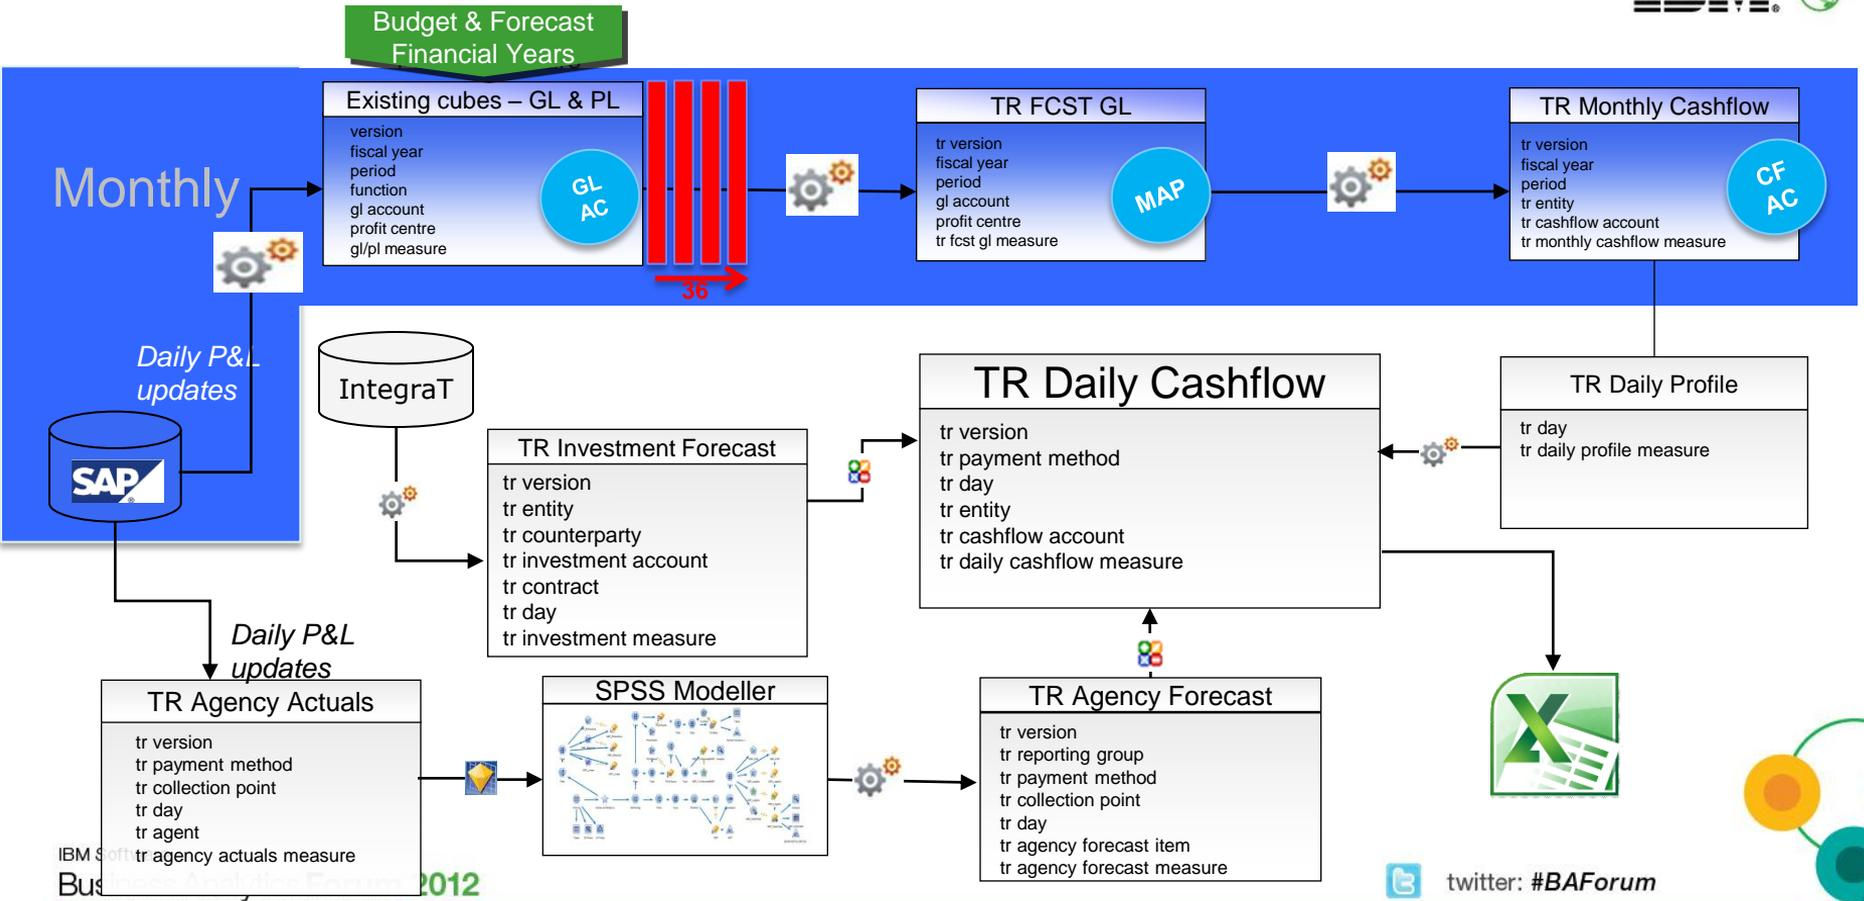 Budget & Forecast
Financial Years
IBM®
Existing cubes – GL & PL
version
fiscal year
period
function
gl account
profit centre
gl/pl measure
GL
AC
36
TR FCST GL
tr version
fiscal year
period
gl account
profit centre
tr fcst gl measure
MAP
TR Monthly Cashflow
tr version
fiscal year
period
tr entity
tr cashflow account
tr monthly cashflow measure
CF
AC
Monthly
Daily P&L
updates
SAP®
IntegraT
TR Investment Forecast
tr version
tr entity
tr counterparty
tr investment account
tr contract
tr day
tr investment measure
TR Daily Cashflow
tr version
tr payment method
tr day
tr entity
tr cashflow account
tr daily cashflow measure
TR Daily Profile
tr day
tr daily profile measure
Daily P&L
updates
TR Agency Actuals
tr version
tr payment method
tr collection point
tr day
tr agent
tr agency actuals measure
SPSS Modeller
TR Agency Forecast
tr version
tr reporting group
tr payment method
tr collection point
tr day
tr agency forecast item
tr agency forecast measure
X
IBM Software
Business Analytics Forum 2012
twitter: #BAForum